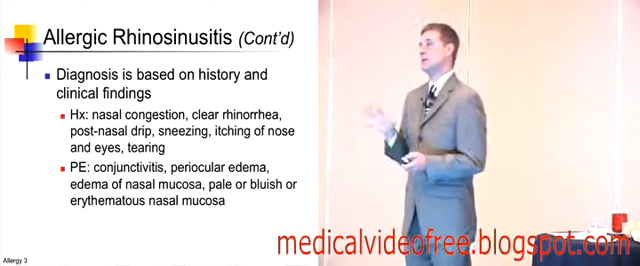 Allergic Rhinosinusitis (Cont'd)
Diagnosis is based on history and
clinical findings
Hx: nasal congestion, clear rhinorrhea,
post-nasal drip, sneezing, itching of nose
and eyes, tearing
PE: conjunctivitis, periocular edema,
edema of nasal mucosa, pale or bluish or
erythematous nasal mucosa
Allergy 3
medicalvideofree.blogspot.com